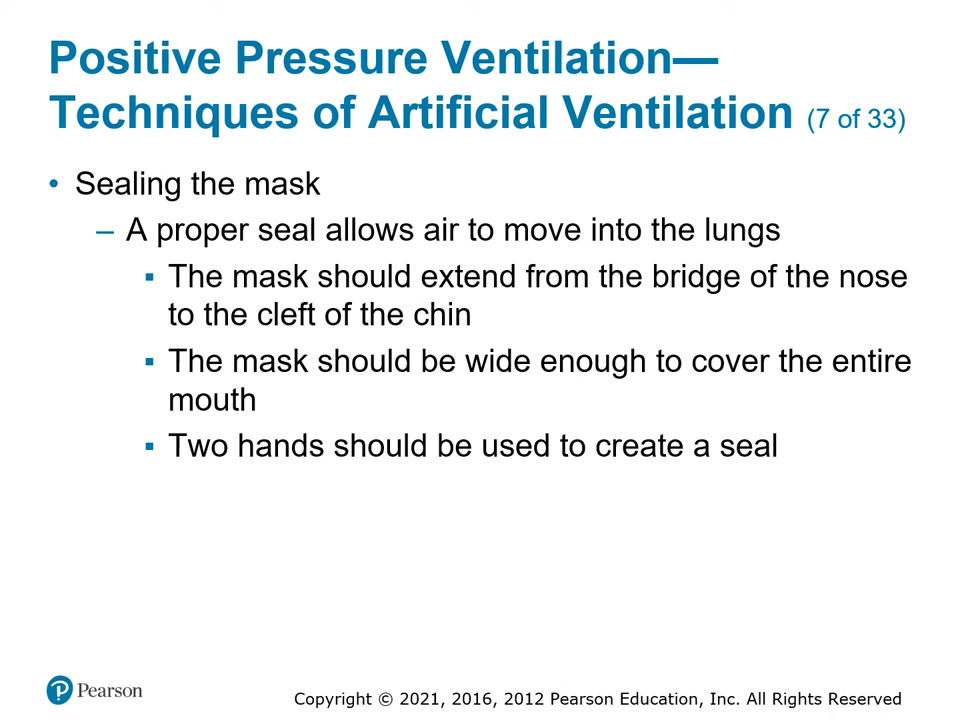 Positive Pressure Ventilation—
Techniques of Artificial Ventilation (7 of 33)
• Sealing the mask
– A proper seal allows air to move into the lungs
▪ The mask should extend from the bridge of the nose
to the cleft of the chin
▪ The mask should be wide enough to cover the entire
mouth
▪ Two hands should be used to create a seal
Pearson
Copyright © 2021, 2016, 2012 Pearson Education, Inc. All Rights Reserved